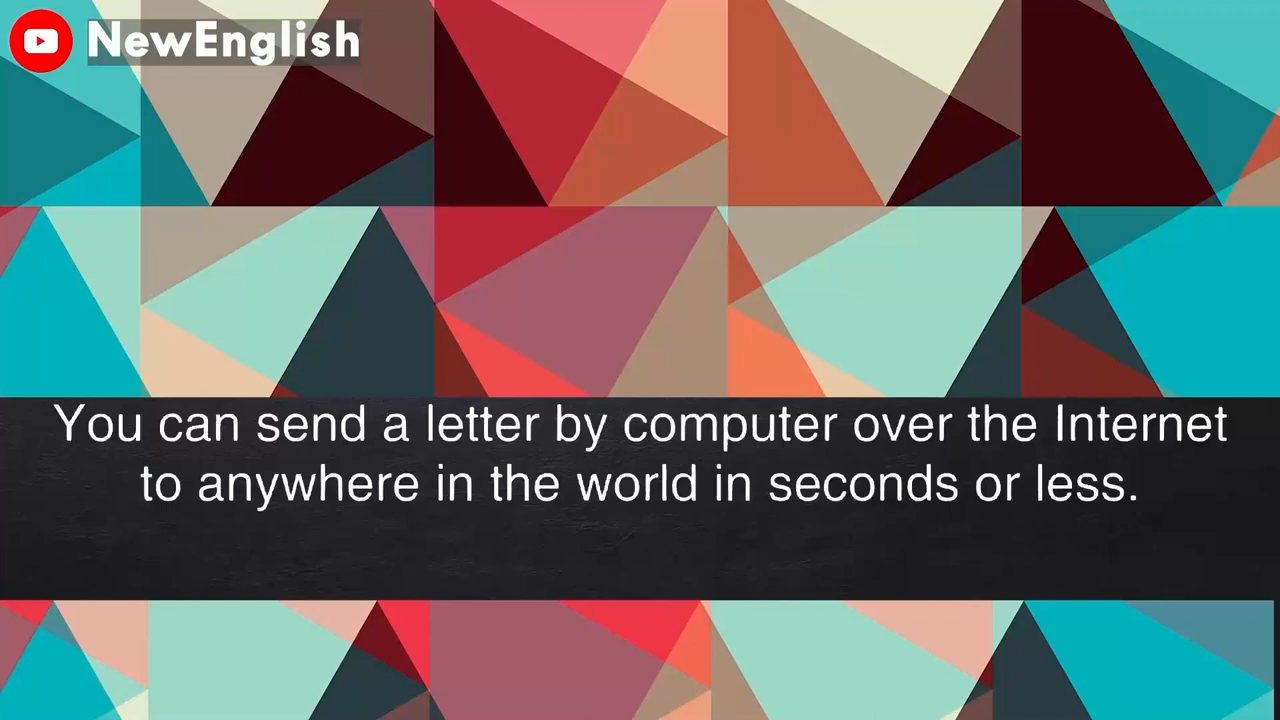 NewEnglish
You can send a letter by computer over the Internet
to anywhere in the world in seconds or less.